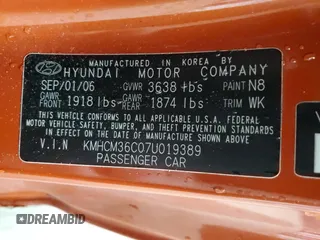 MANUFACTURED IN KOREA BY
HYUNDAI MOTOR COMPANY
SEP/01/06 GVWR 3638 lbs PAINT N8
GAWR FRONT 1918 lbs GAWR REAR 1874 lbs TRIM WK
THIS VEHICLE CONFORMS TO ALL APPLICABLE U.S.A. FEDERAL
MOTOR VEHICLE SAFETY, BUMPER, AND THEFT PREVENTION
STANDARDS IN EFFECT ON THE DATE OF MANUFACTURE SHOWN ABOVE.
V.I.N KMHCM36C07U019389
PASSENGER CAR
DREAMBID